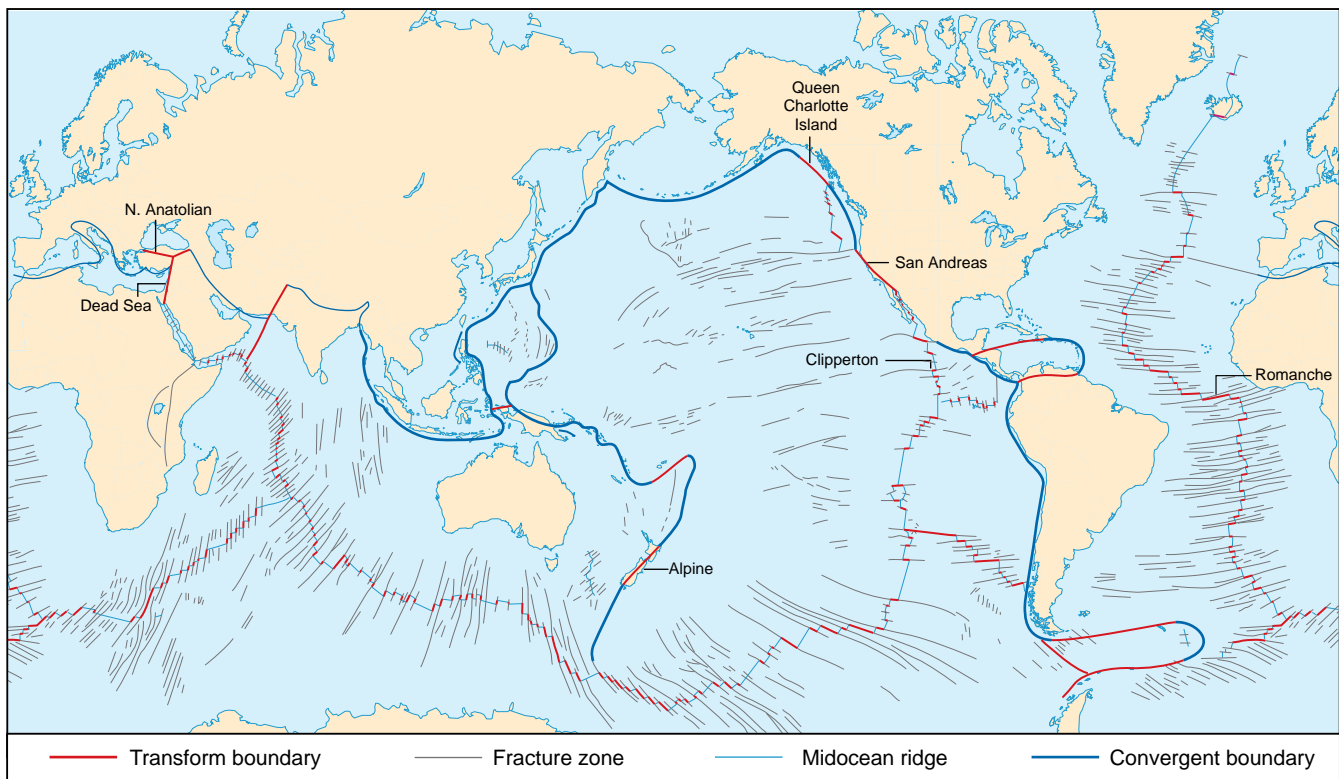 Queen
Charlotte
Island
N. Anatolian
San Andreas
Dead Sea
Clipperton
Romanche
Alpine
Transform boundary
Fracture zone
Midocean ridge
Convergent boundary